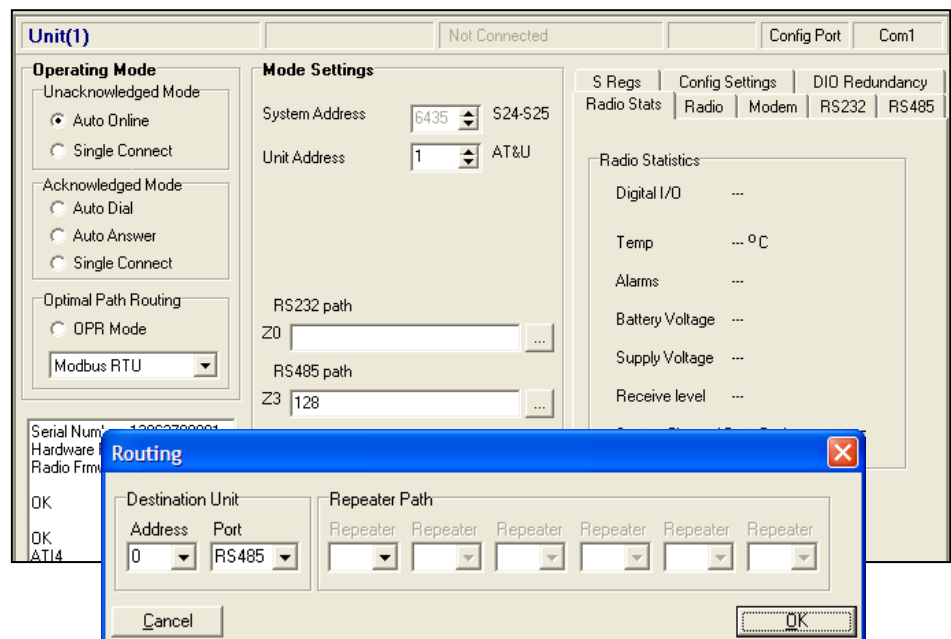 Unit(1) Not Connected Config Port Com1
Operating Mode
Unacknowledged Mode
Auto Online
Single Connect
Acknowledged Mode
Auto Dial
Auto Answer
Single Connect
Optimal Path Routing
OPR Mode
Modbus RTU
Mode Settings
System Address 6435 S24-S25
Unit Address 1 AT&U
RS232 path
Z0 ...
RS485 path
Z3 128 ...
S Regs Config Settings DIO Redundancy
Radio Stats Radio Modem RS232 RS485
Radio Statistics
Digital I/O ---
Temp --- ºC
Alarms ---
Battery Voltage ---
Supply Voltage ---
Receive level ---
Serial Num
Hardware
Radio Frmw
OK
OK
ATI4
Routing
Destination Unit
Address Port
0 RS485
Repeater Path
Repeater Repeater Repeater Repeater Repeater Repeater
Cancel OK